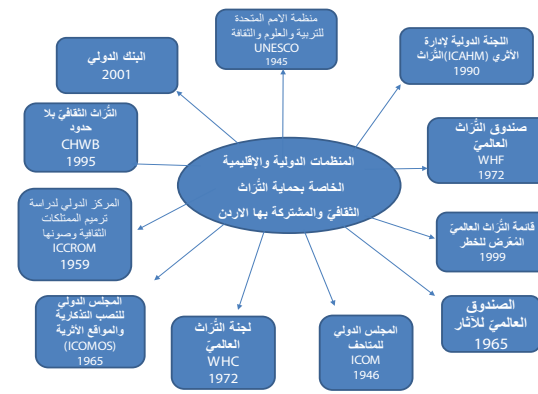 منظمة الامم المتحدة
للتربية والعلوم والثقافة
UNESCO
1945
اللجنة الدولية لإدارة
الأثري (ICAHM)التُّراث
1990
البنك الدولي
2001
التُّراث الثقافيّ بلا
حدود
CHWB
1995
صندوق التُّراث
العالميّ
WHF
1972
المنظمات الدولية والإقليمية
الخاصة بحماية التُّراث
الثقافيّ والمشتركة بها الاردن
المركز الدولي لدراسة
ترميم الممتلكات
الثقافية وصونها
ICCROM
1959
قائمة التُّراث العالميّ
المُعْرض للخطر
1999
المجلس الدولي
للنصب التذكارية
والمواقع الأثرية
(ICOMOS)
1965
لجنة التُّراث
العالميّ
WHC
1972
المجلس الدولي
للمتاحف
ICOM
1946
الصندوق
العالميّ للآثار
1965